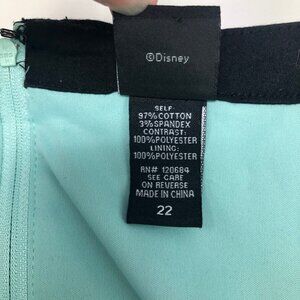 ©Disney
SELF:
97%COTTON
3%SPANDEX
CONTRAST:
100%POLYESTER
LINING:
100%POLYESTER
RN# 120684
SEE CARE
ON REVERSE
MADE IN CHINA
22